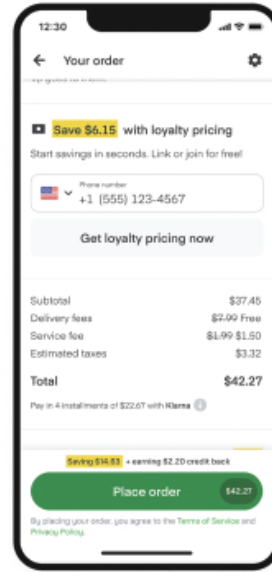 12:30
Your order
Save $6.15 with loyalty pricing
Start savings in seconds. Link or join for free!
Phone number
+1 (555) 123-4567
Get loyalty pricing now
Subtotal $37.45
Delivery fees $7.99 Free
Service fee $1.99 $1.50
Estimated taxes $3.32
Total $42.27
Pay in 4 installments of $22.67 with Klarna
Saving $14.63 + earning $2.20 credit back
Place order $42.27
By placing your order, you agree to the Terms of Service and
Privacy Policy.